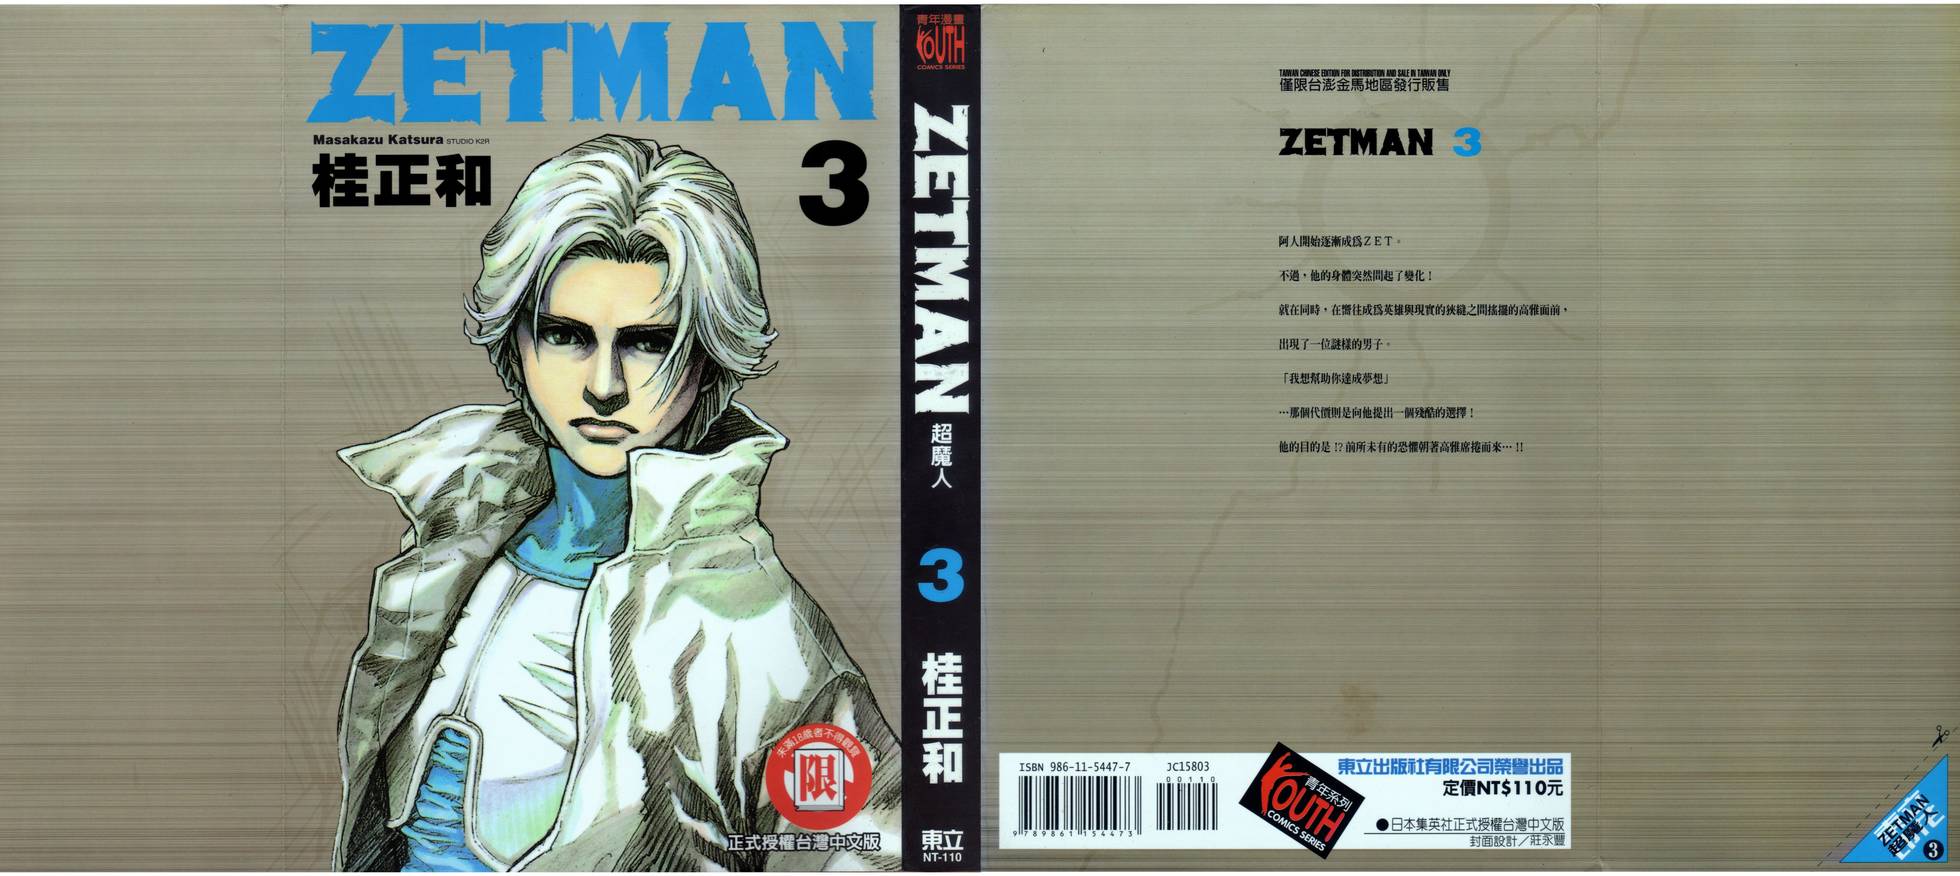 ZETMAN
Masakazu Katsura STUDIO K2R
桂正和
3
未滿18歲者不得觀賞
限
正式授權台灣中文版
青年漫畫
YOUTH
COMICS SERIES
ZETMAN
超魔人
3
桂正和
東立
NT-110
TAIWAN CHINESE EDITION FOR DISTRIBUTION AND SALE IN TAIWAN ONLY
僅限台澎金馬地區發行販售
ZETMAN 3
阿人開始逐漸成為ZET。
不過，他的身體突然間起了變化！
就在同時，在嚮往成為英雄與現實的狹縫之間搖擺的高雅面前，
出現了一位謎樣的男子。
「我想幫助你達成夢想」
…那個代價則是向他提出一個殘酷的選擇！
他的目的是!?前所未有的恐懼朝著高雅席捲而來…!!
ISBN 986-11-5447-7
JC15803
00110
9 789861 154473
青年系列
YOUTH
COMICS SERIES
東立出版社有限公司榮譽出品
定價NT$110元
●日本集英社正式授權台灣中文版
封面設計／莊永豐
ZETMAN
超魔人
3